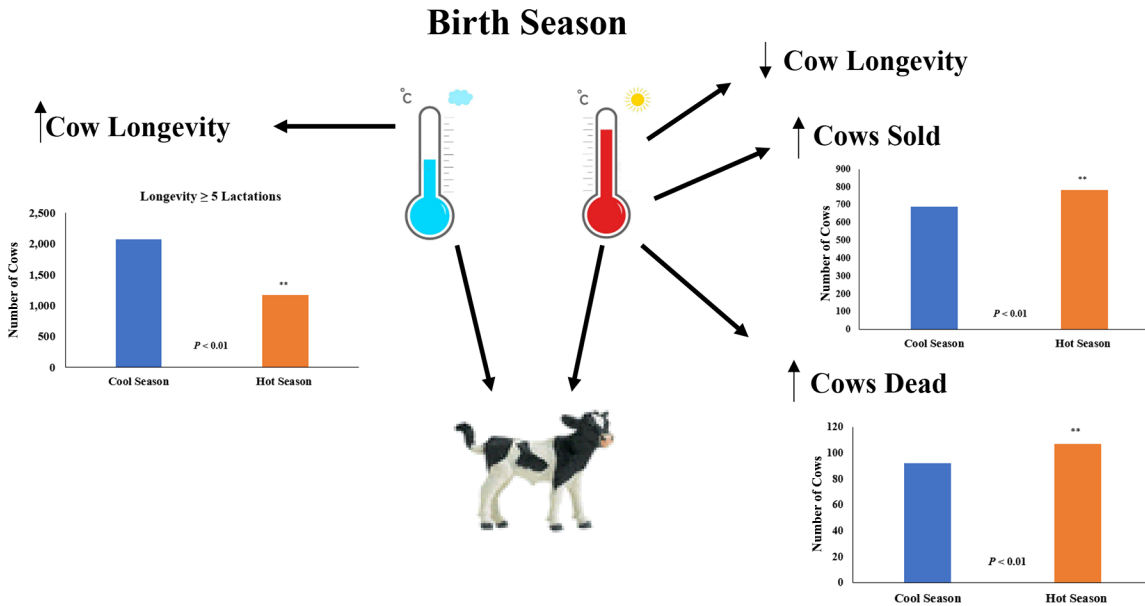 Birth Season
↑Cow Longevity
°C
°C
↓ Cow Longevity
↑ Cows Sold
Longevity ≥ 5 Lactations
Number of Cows
2,500
2,000
1,500
1,000
500
0
**
P < 0.01
Cool Season
Hot Season
Number of Cows
900
800
700
600
500
400
300
200
100
0
**
P < 0.01
Cool Season
Hot Season
↑ Cows Dead
Number of Cows
120
100
80
60
40
20
0
**
P < 0.01
Cool Season
Hot Season